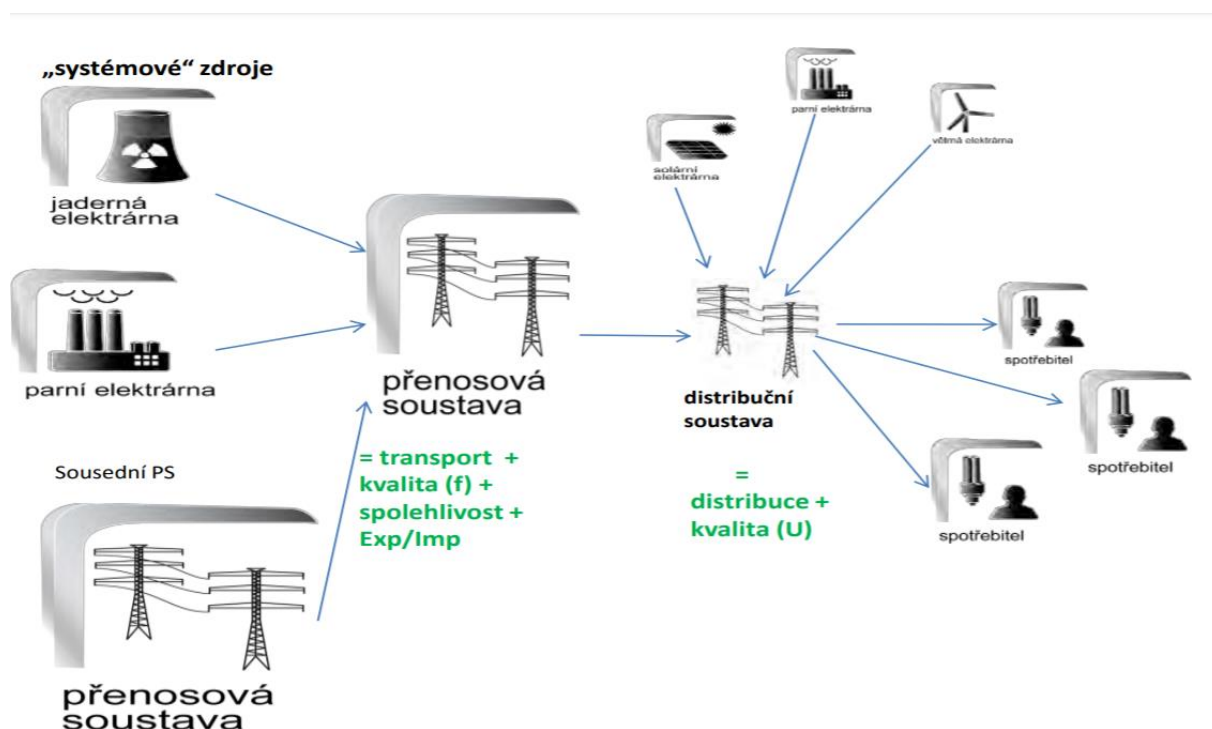 „systémové“ zdroje
jaderná
elektrárna
parní elektrárna
Sousední PS
přenosová
soustava
přenosová
soustava
= transport +
kvalita (f) +
spolehlivost +
Exp/Imp
solární
elektrárna
parní elektrárna
větrná elektrárna
distribuční
soustava
=
distribuce +
kvalita (U)
spotřebitel
spotřebitel
spotřebitel